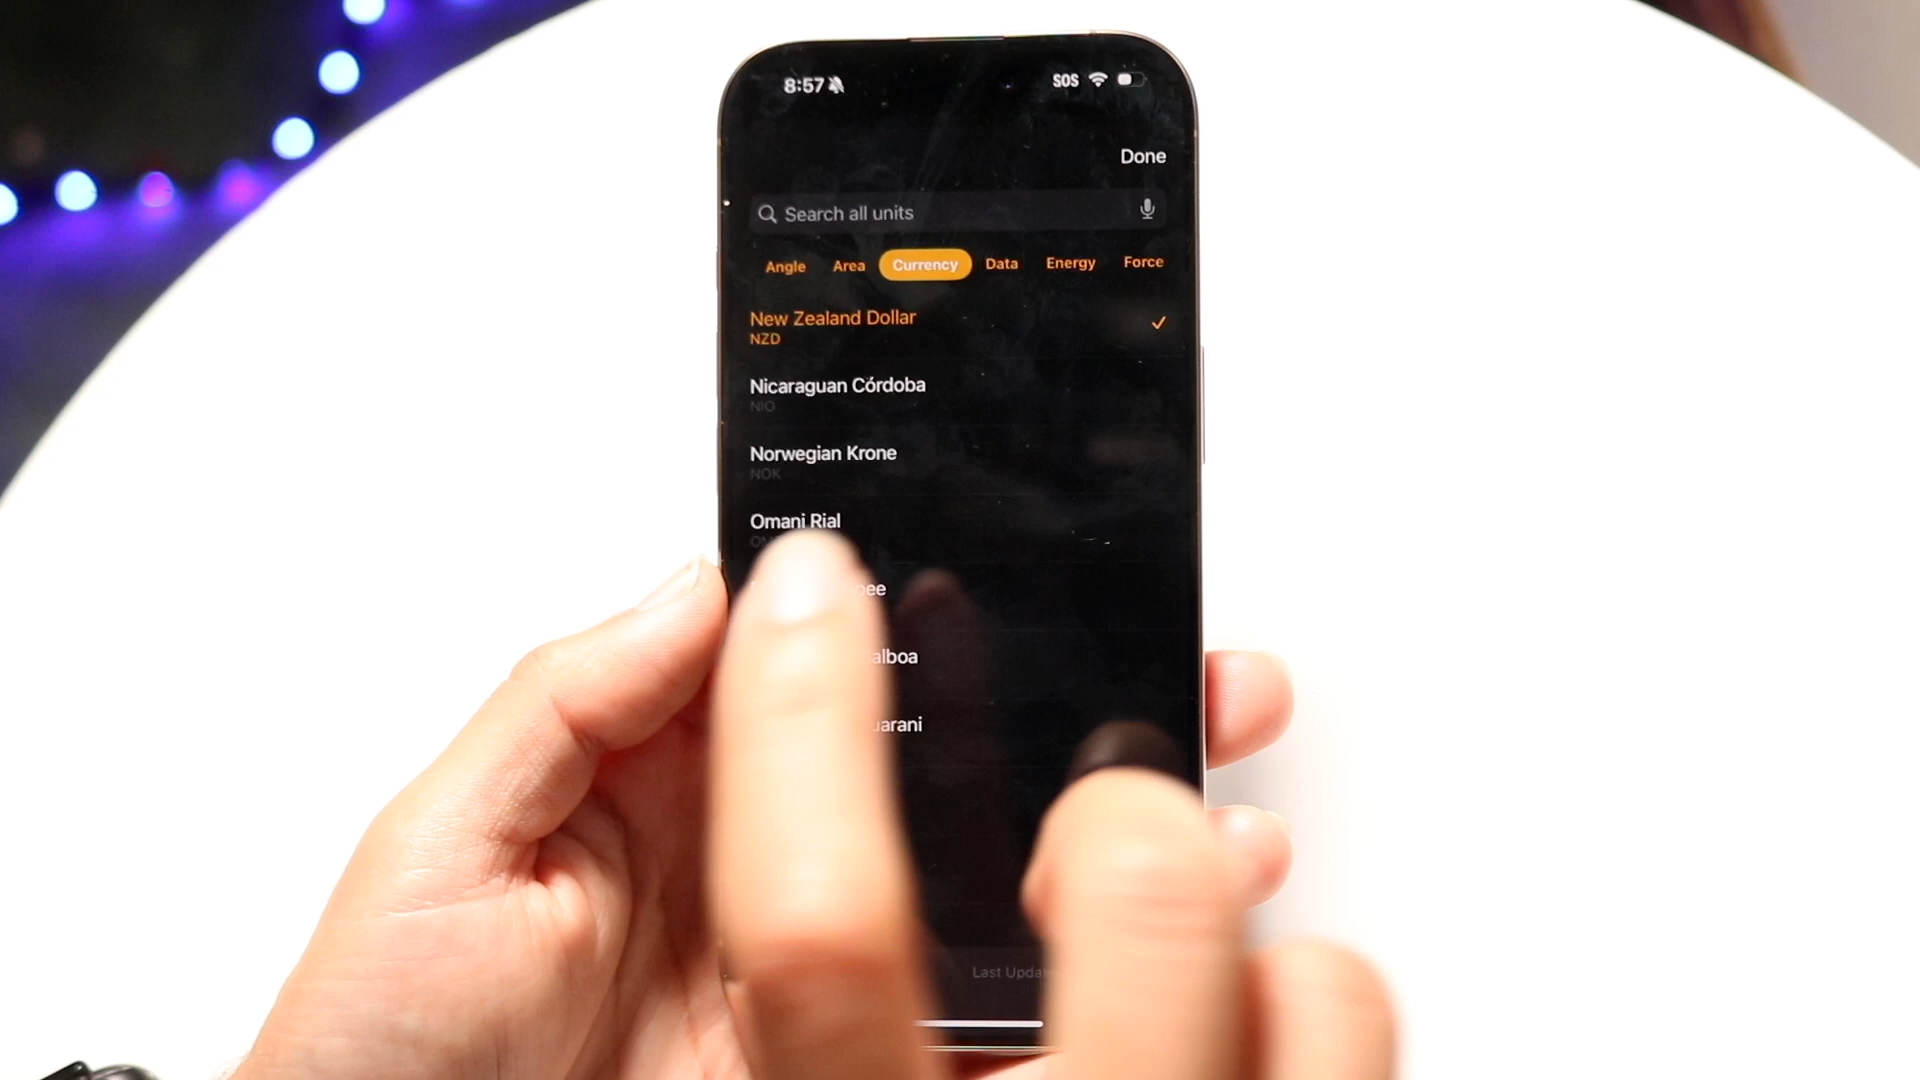 8:57
SOS
Done
Search all units
Angle Area Currency Data Energy Force
New Zealand Dollar
NZD
Nicaraguan Córdoba
NIO
Norwegian Krone
NOK
Omani Rial
Last